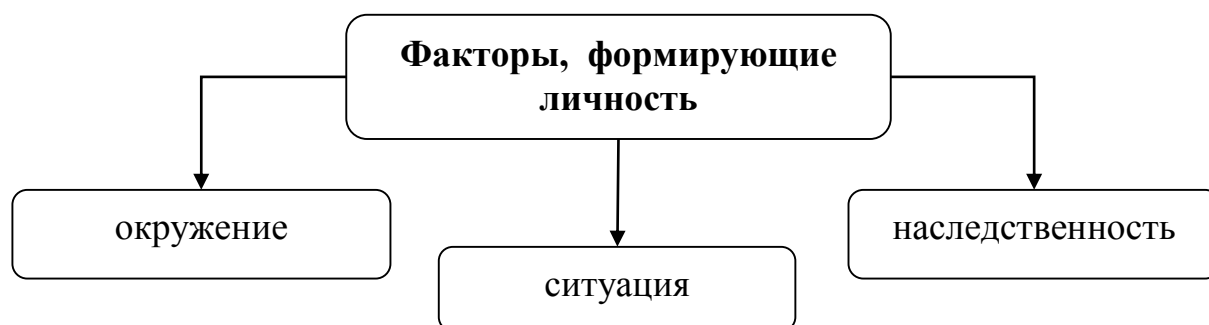 Факторы, формирующие
личность
окружение
наследственность
ситуация